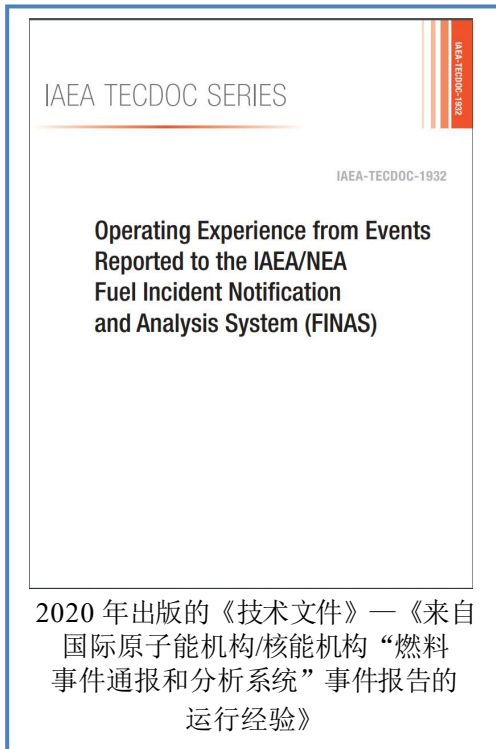 IAEA-TECDOC-1932
IAEA TECDOC SERIES
IAEA-TECDOC-1932
Operating Experience from Events
Reported to the IAEA/NEA
Fuel Incident Notification
and Analysis System (FINAS)
2020 年出版的《技术文件》—《来自
国际原子能机构/核能机构“燃料
事件通报和分析系统”事件报告的
运行经验》